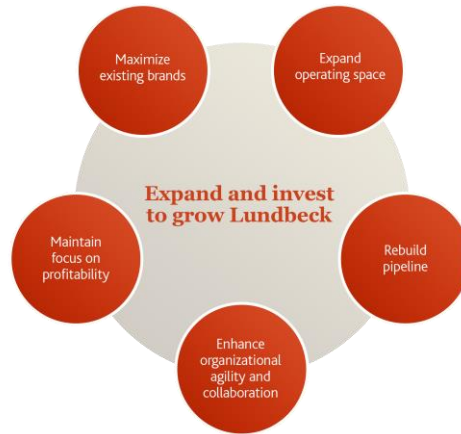 Maximize
existing brands
Expand
operating space
Expand and invest
to grow Lundbeck
Maintain
focus on
profitability
Rebuild
pipeline
Enhance
organizational
agility and
collaboration